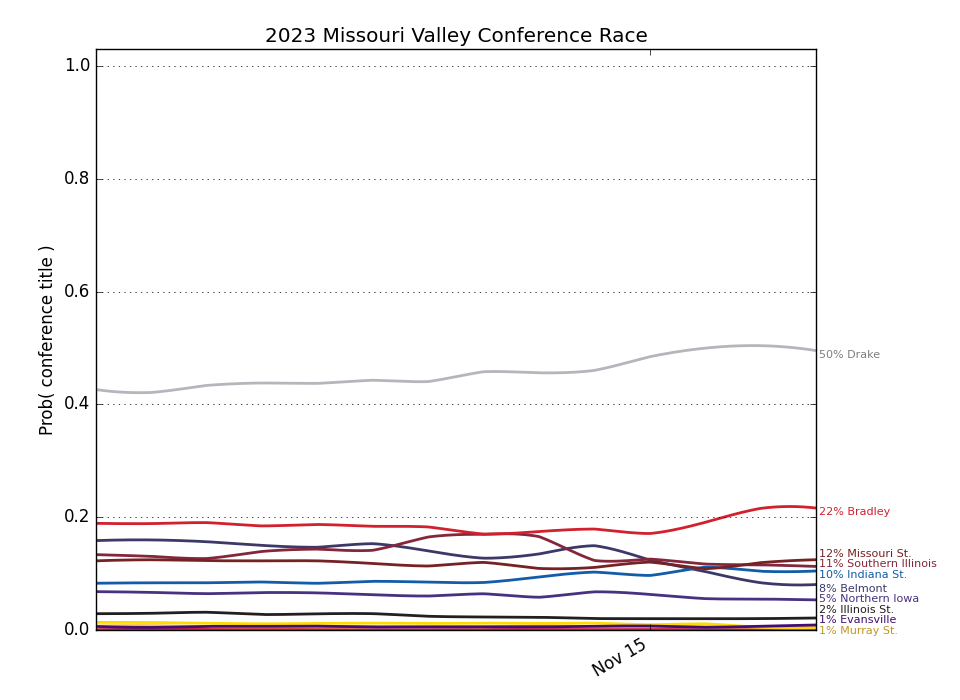 2023 Missouri Valley Conference Race
Prob( conference title )
1.0
0.8
0.6
0.4
0.2
0.0
Nov 15
50% Drake
22% Bradley
12% Missouri St.
11% Southern Illinois
10% Indiana St.
8% Belmont
5% Northern Iowa
2% Illinois St.
1% Evansville
1% Murray St.